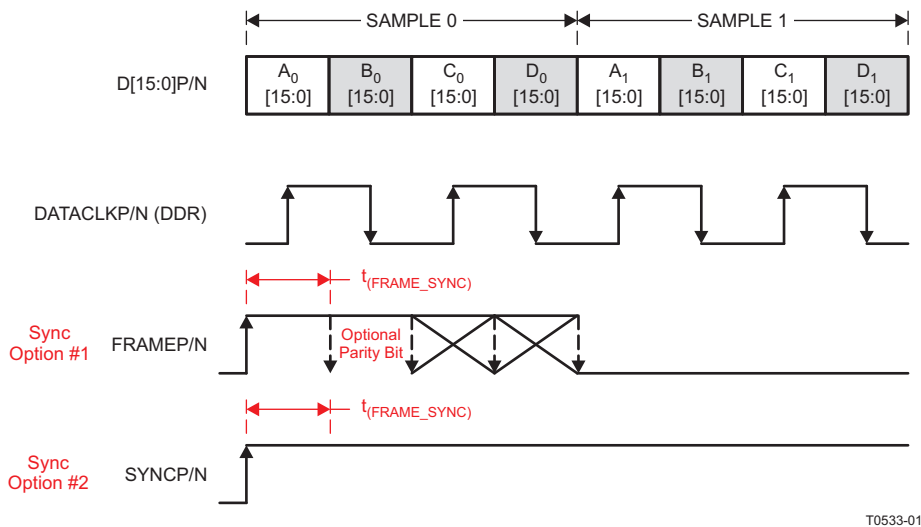 SAMPLE 0
SAMPLE 1
D[15:0]P/N
A0 B0 C0 D0 A1 B1 C1 D1
[15:0] [15:0] [15:0] [15:0] [15:0] [15:0] [15:0] [15:0]
DATACLKP/N (DDR)
t(FRAME_SYNC)
Sync
Option #1
FRAMEP/N
Optional
Parity Bit
t(FRAME_SYNC)
Sync
Option #2
SYNCP/N
T0533-01